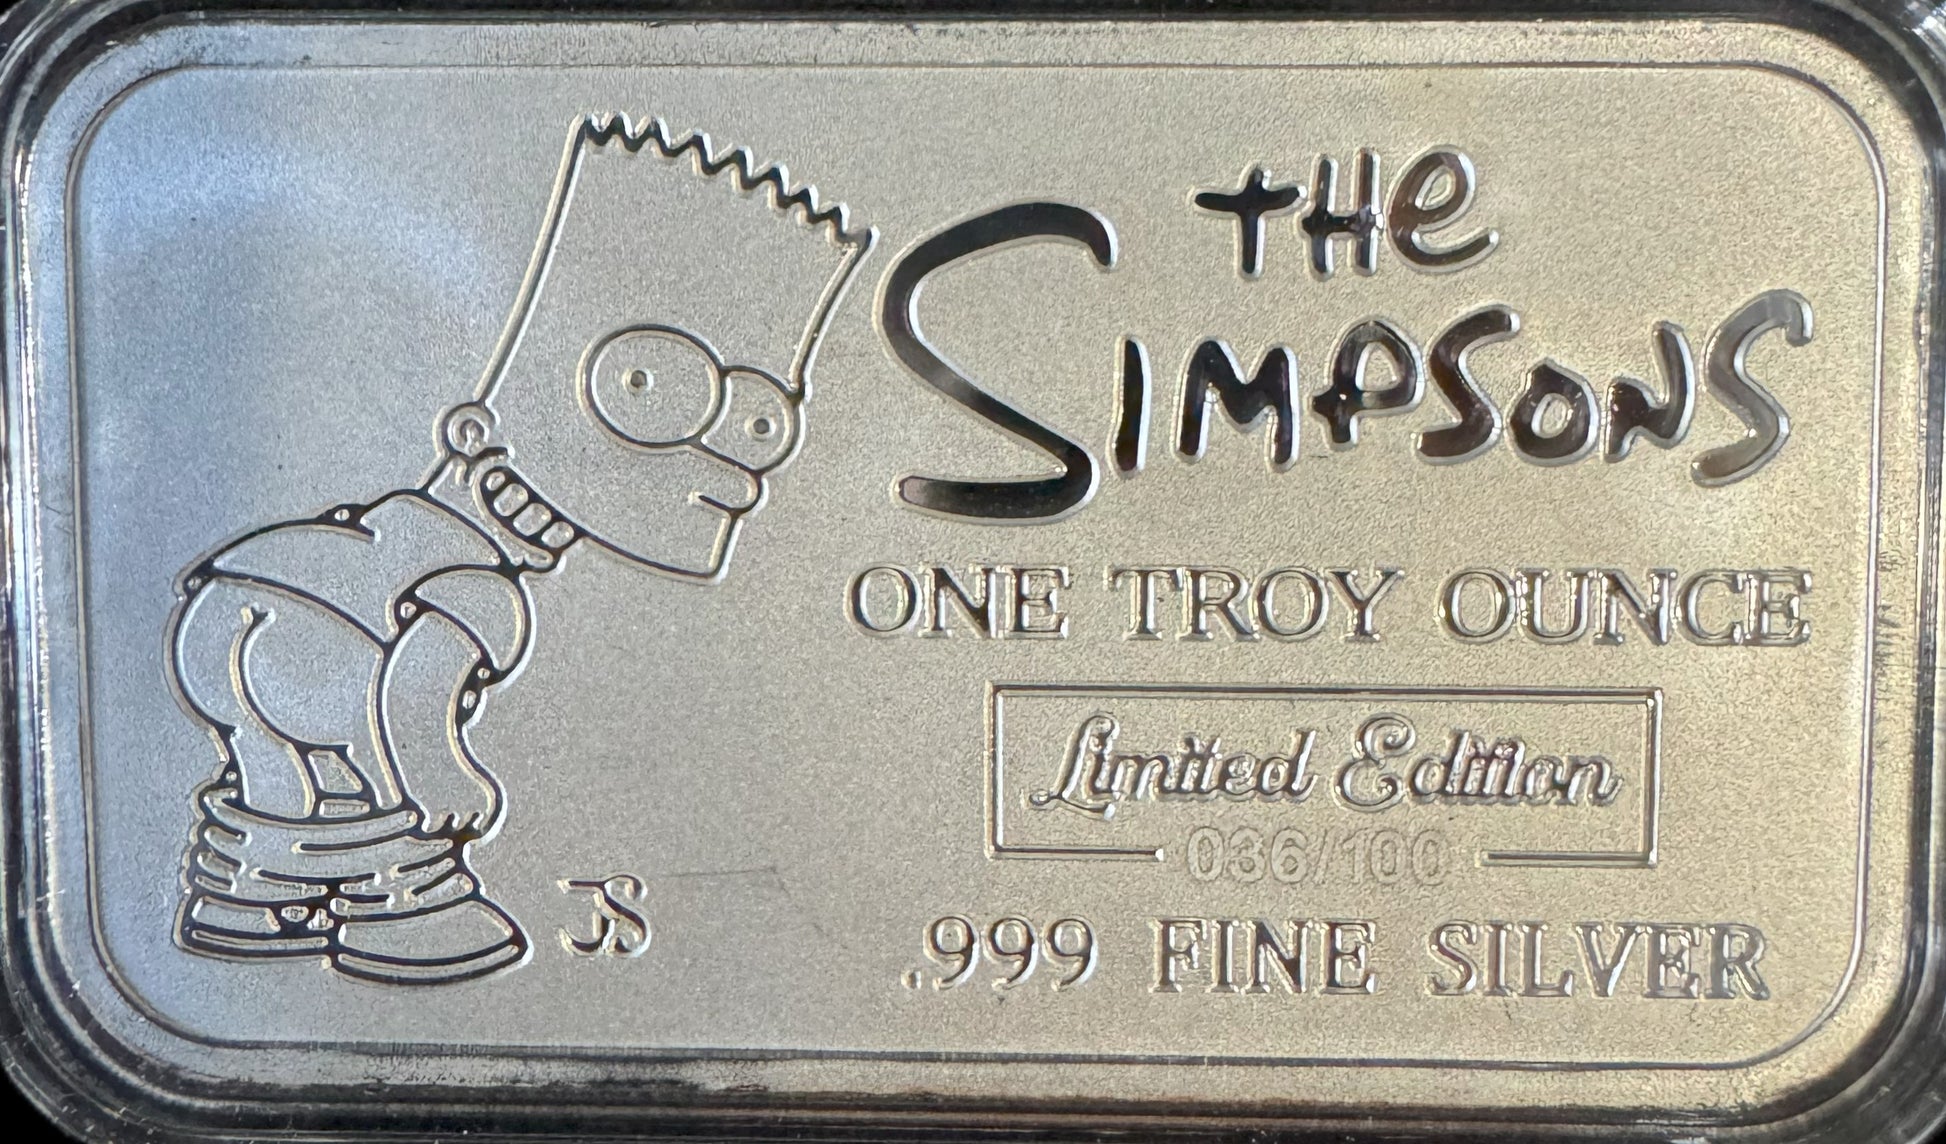 THe
SIMPSONS
ONE TROY OUNCE
Limited Edition
036/100
JS
.999 FINE SILVER